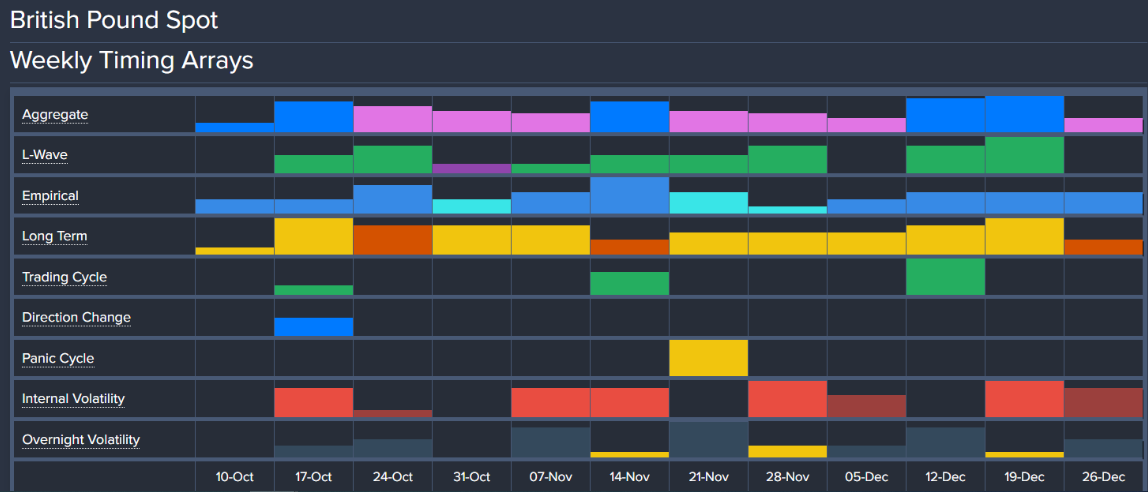 British Pound Spot
Weekly Timing Arrays
Aggregate
L-Wave
Empirical
Long Term
Trading Cycle
Direction Change
Panic Cycle
Internal Volatility
Overnight Volatility
10-Oct 17-Oct 24-Oct 31-Oct 07-Nov 14-Nov 21-Nov 28-Nov 05-Dec 12-Dec 19-Dec 26-Dec